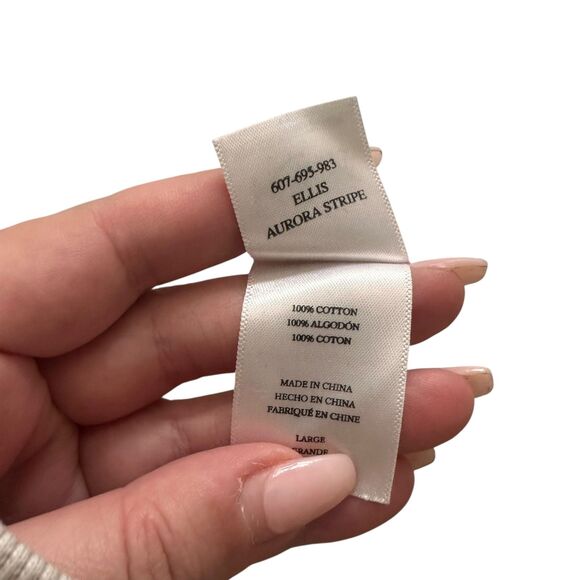 607-695-983
ELLIS
AURORA STRIPE
100% COTTON
100% ALGODÓN
100% COTON
MADE IN CHINA
HECHO EN CHINA
FABRIQUÉ EN CHINE
LARGE
GRANDE